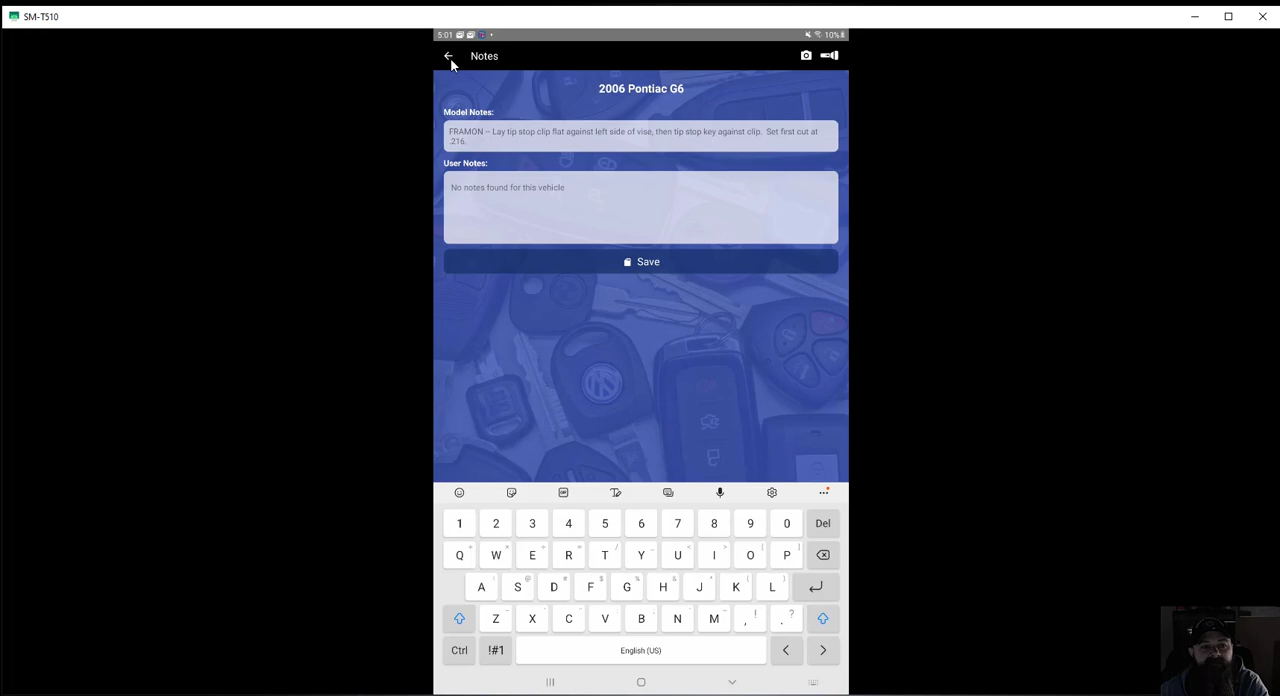 SM-T510
5:01
10%
Notes
2006 Pontiac G6
Model Notes:
FRAMON -- Lay tip stop clip flat against left side of vise, then tip stop key against clip. Set first cut at
.216.
User Notes:
No notes found for this vehicle
Save
1 2 3 4 5 6 7 8 9 0 Del
Q W E R T Y U I O P
A S D F G H J K L
Z X C V B N M , ! . ?
Ctrl !#1 English (US) < >